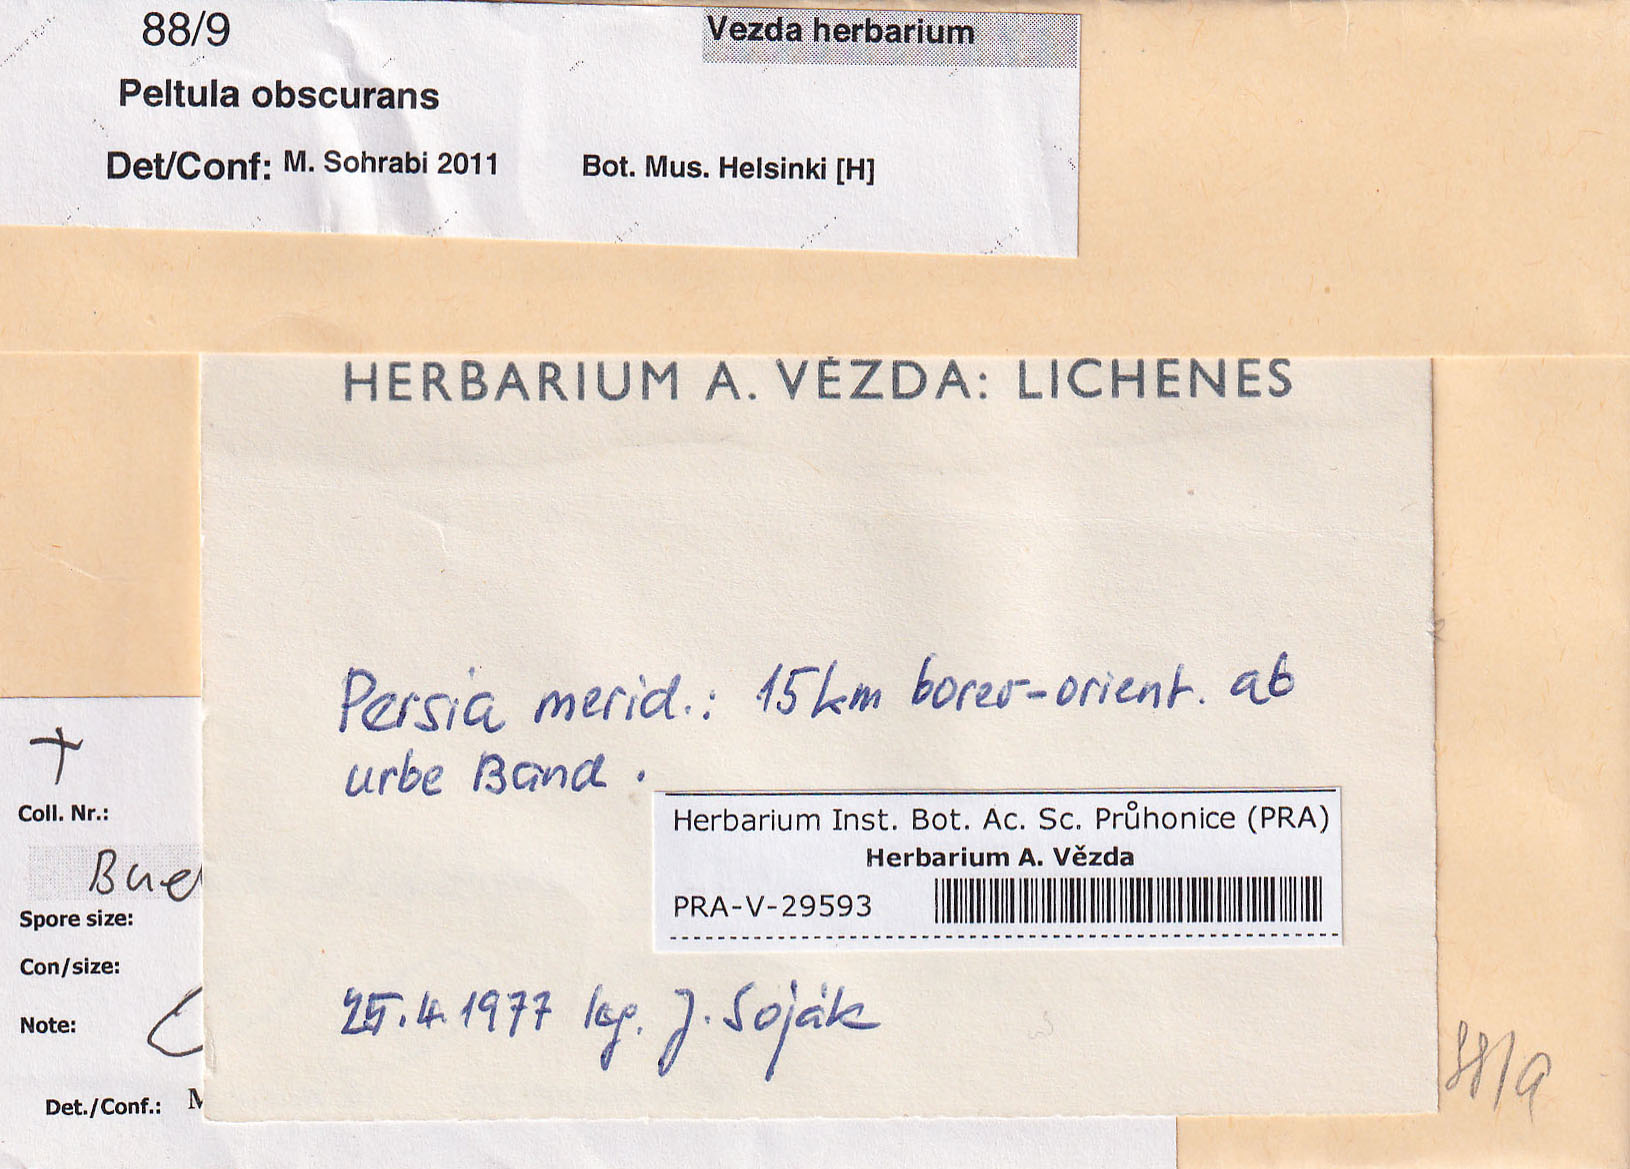 88/9
Vezda herbarium
Peltula obscurans
Det/Conf: M. Sohrabi 2011 Bot. Mus. Helsinki [H]
HERBARIUM A. VĚZDA: LICHENES
Persia merid.: 15 km boreo-orient. ab
urbe Band.
Herbarium Inst. Bot. Ac. Sc. Průhonice (PRA)
Herbarium A. Vězda
PRA-V-29593
25.4.1977 leg. J. Soják
Coll. Nr.:
Spore size:
Con/size:
Note:
Det./Conf.: M
88/9